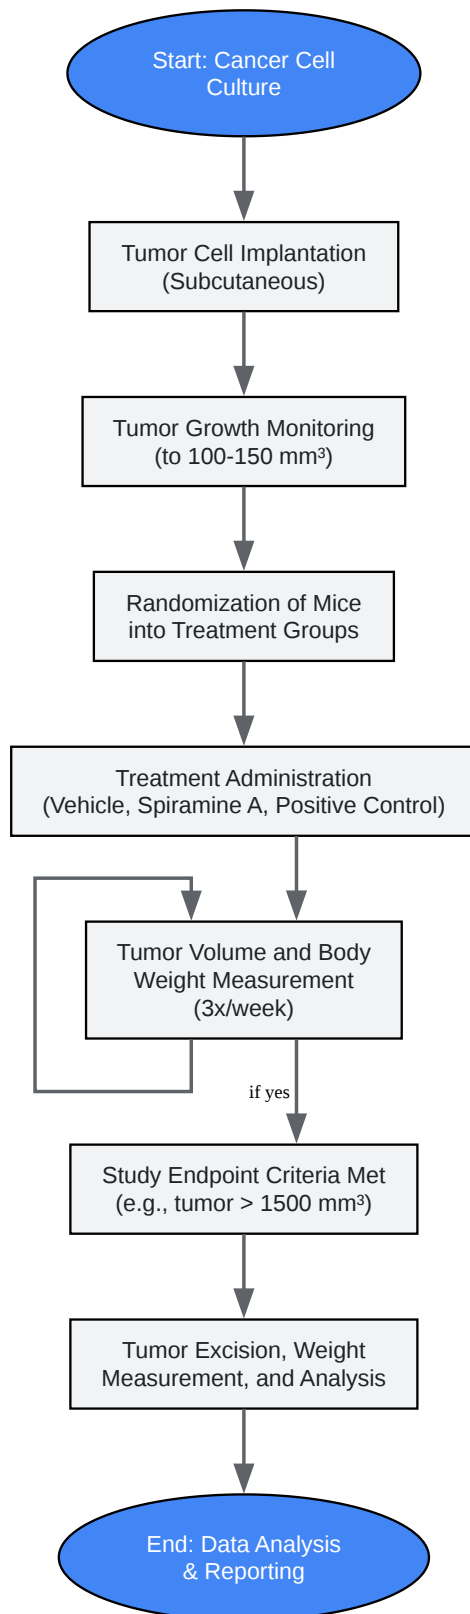 Start: Cancer Cell
Culture
Tumor Cell Implantation
(Subcutaneous)
Tumor Growth Monitoring
(to 100-150 mm³)
Randomization of Mice
into Treatment Groups
Treatment Administration
(Vehicle, Spiramine A, Positive Control)
Tumor Volume and Body
Weight Measurement
(3x/week)
if yes
Study Endpoint Criteria Met
(e.g., tumor > 1500 mm³)
Tumor Excision, Weight
Measurement, and Analysis
End: Data Analysis
& Reporting